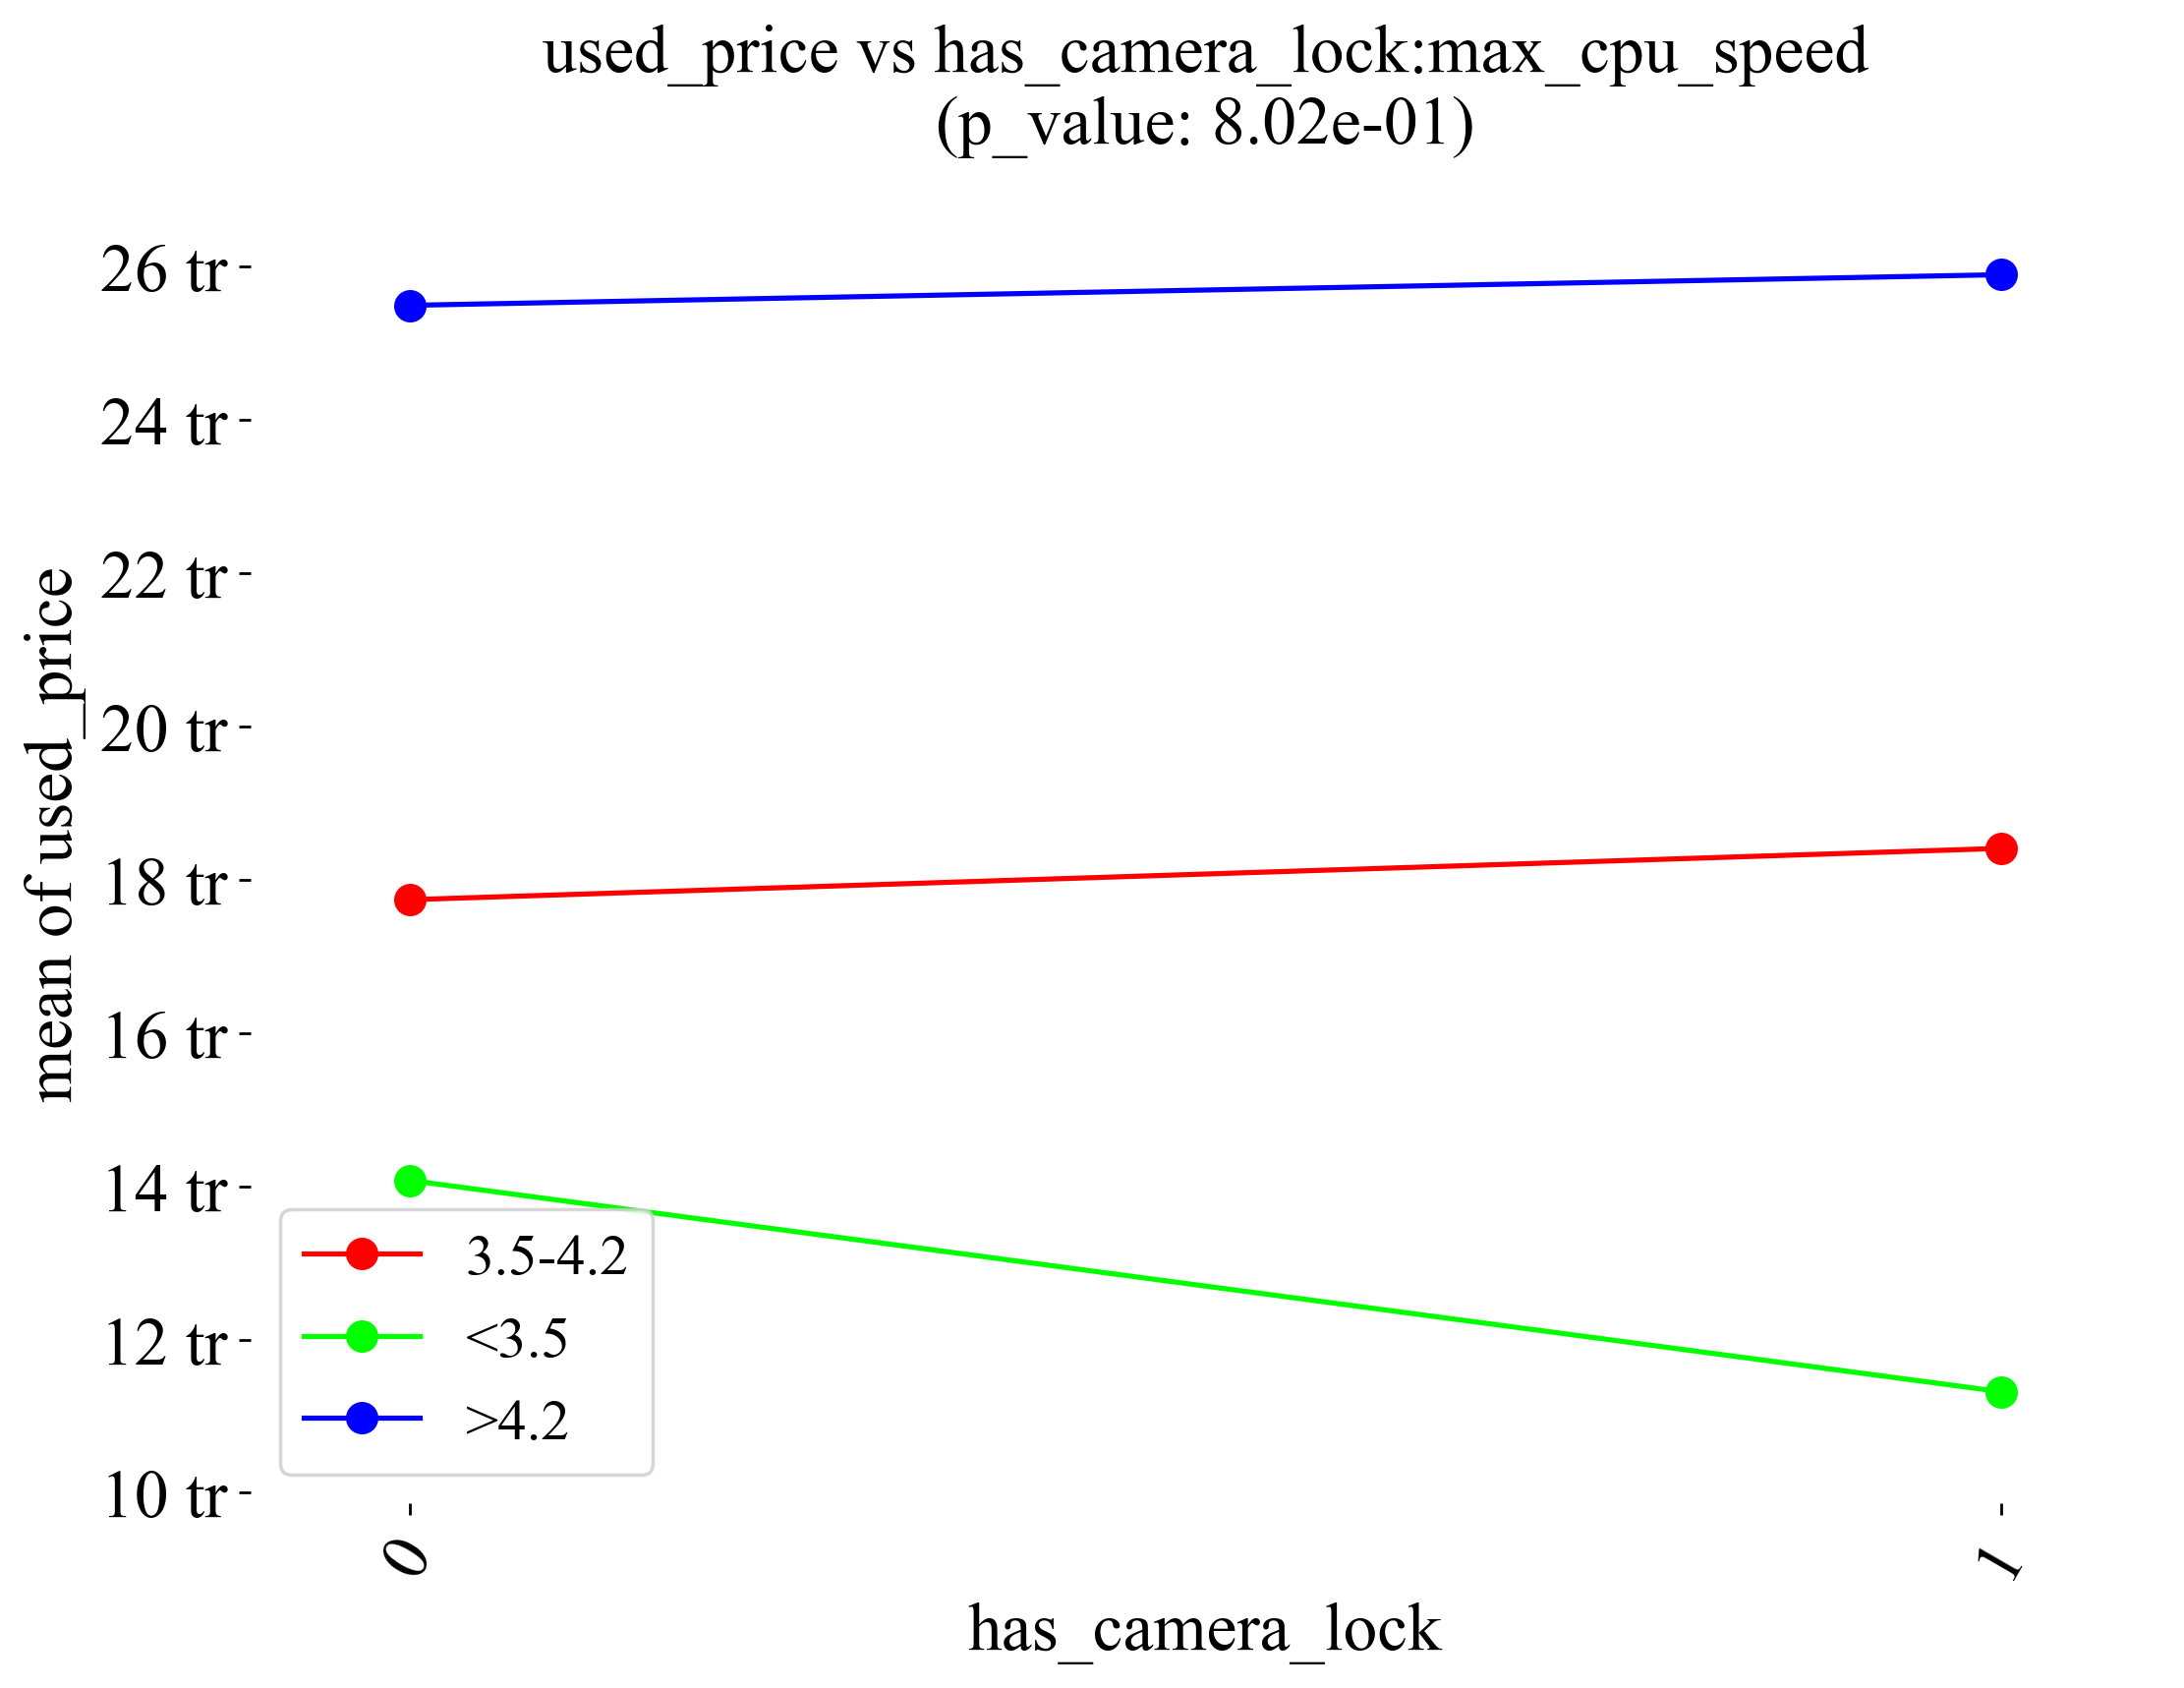 used_price vs has_camera_lock:max_cpu_speed
(p_value: 8.02e-01)
mean of used_price
26 tr
24 tr
22 tr
20 tr
18 tr
16 tr
14 tr
12 tr
10 tr
3.5-4.2
<3.5
>4.2
0
1
has_camera_lock